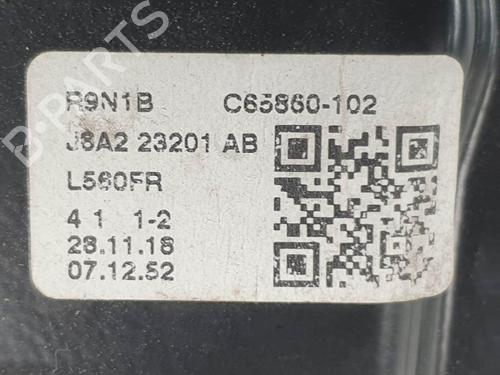 R9N1B C65860-102
J8A2 23201 AB
L560FR
4 1 1-2
28.11.18
07.12.52
B-PARTS